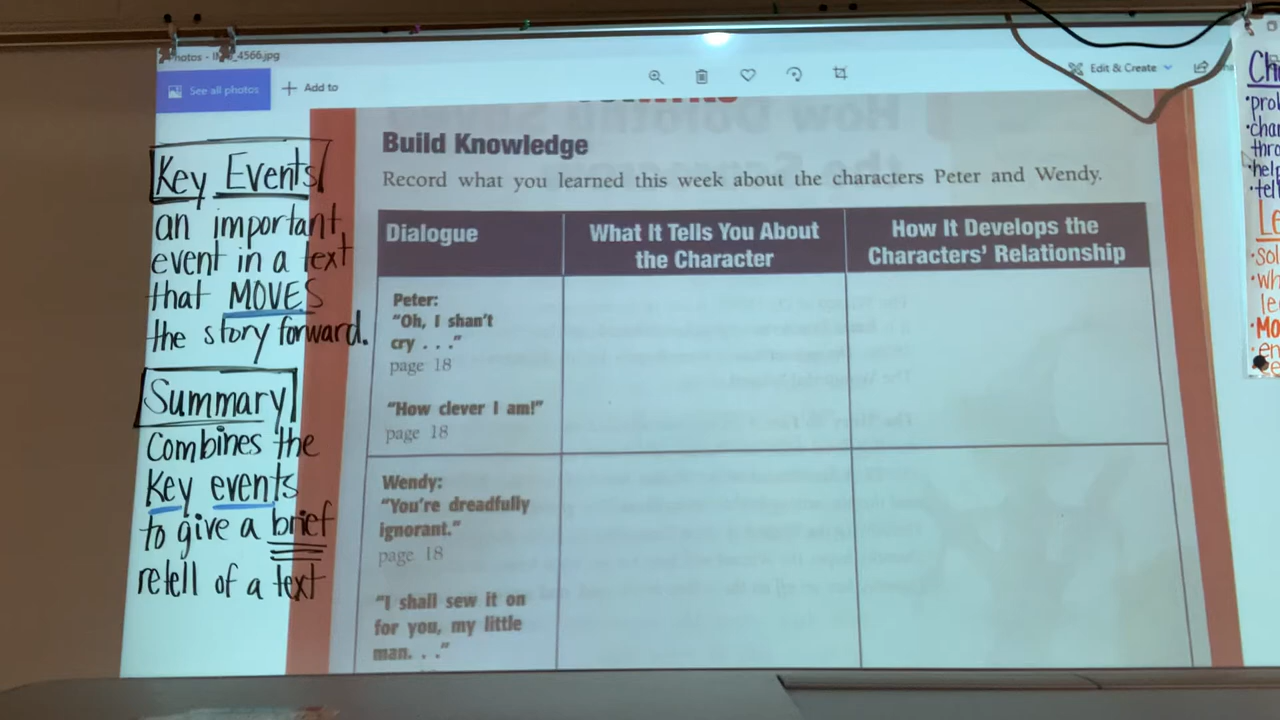 Photos -
4566.jpg
See all photos
Add to
Edit & Create
Build Knowledge
Record what you learned this week about the characters Peter and Wendy.
Dialogue
What It Tells You About
the Character
How It Develops the
Characters' Relationship
Peter:
"Oh, I shan't
cry . . ."
page 18
"How clever I am!"
page 18
Wendy:
"You're dreadfully
ignorant."
page 18
"I shall sew it on
for you, my little
man. . ."
Key Events
an important
event in a text
that MOVES
the story forward.
Summary
Combines the
Key events
to give a brief
retell of a text